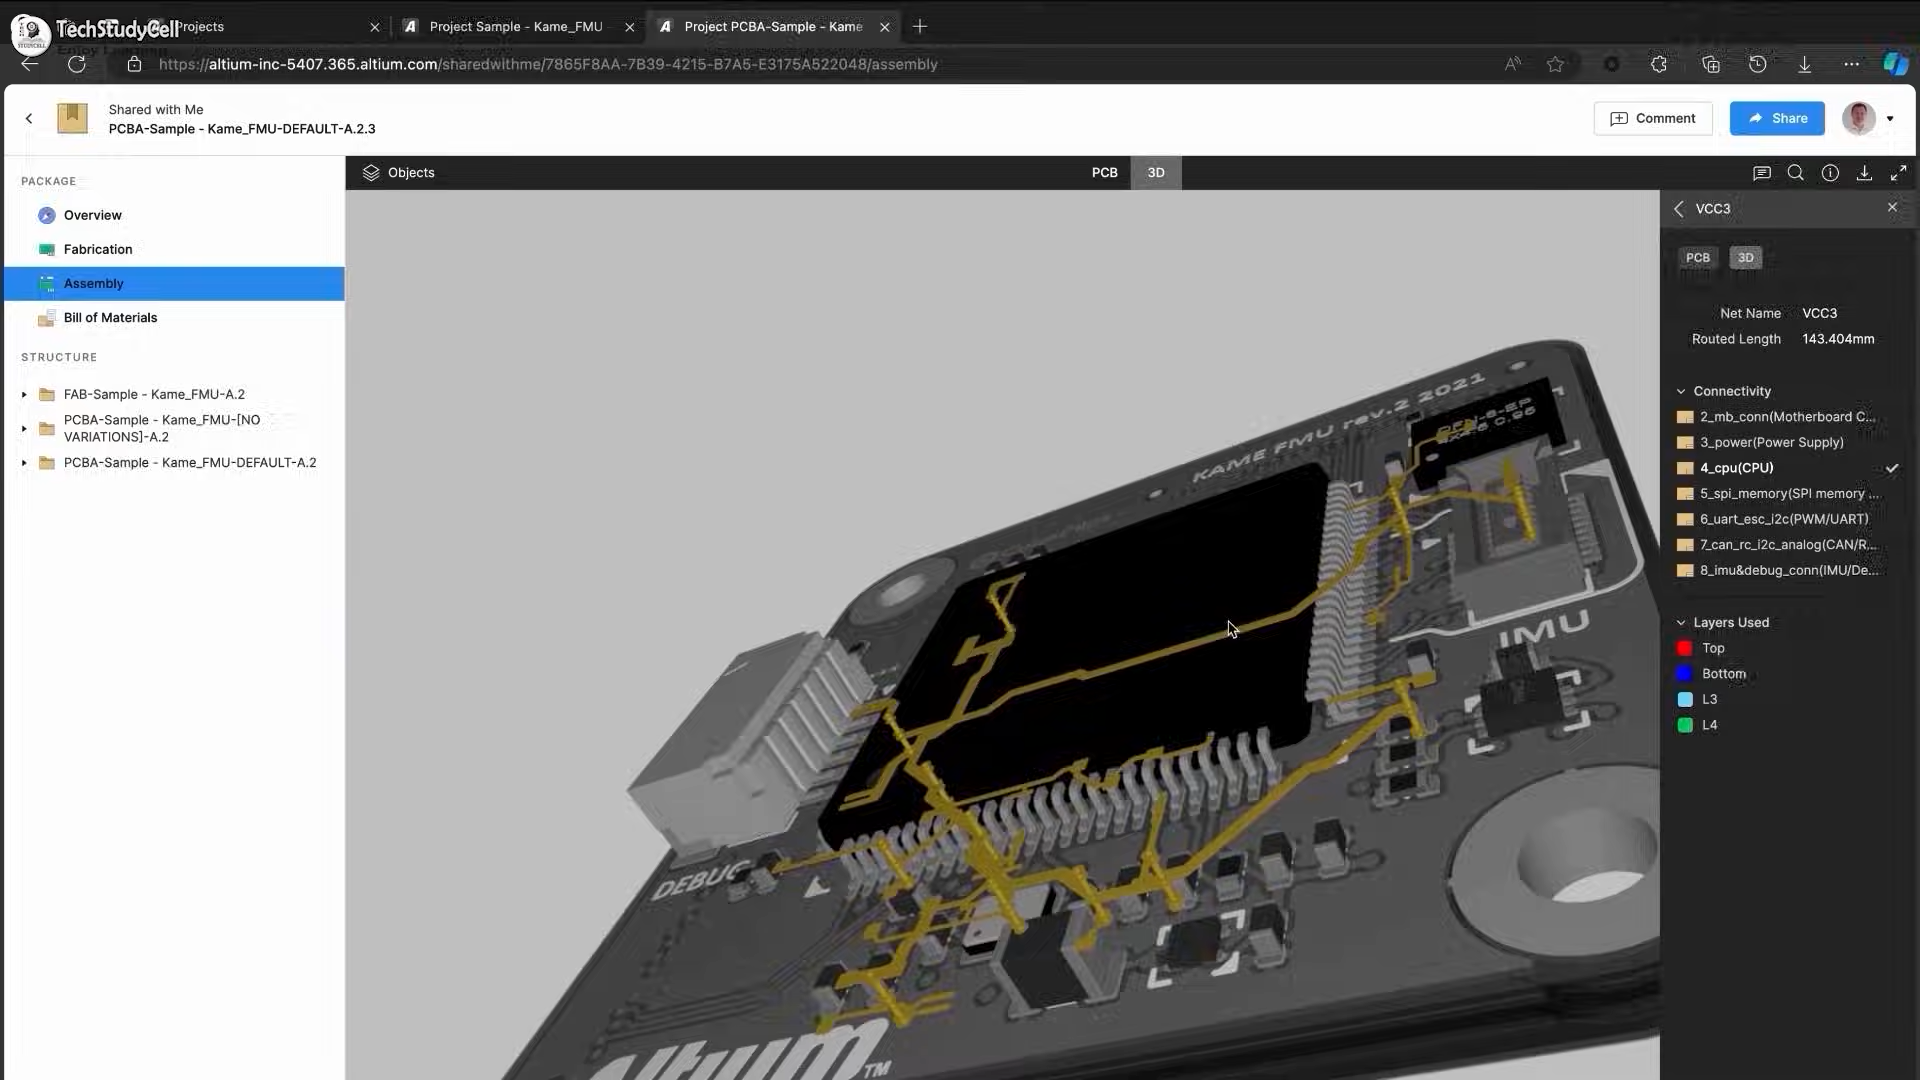 TechStudyCell
Projects
Project Sample - Kame_FMU
Project PCBA-Sample - Kame
https://altium-inc-5407.365.altium.com/sharedwithme/7865F8AA-7B39-4215-B7A5-E3175A522048/assembly
Shared with Me
PCBA-Sample - Kame_FMU-DEFAULT-A.2.3
Comment
Share
PACKAGE
Overview
Fabrication
Assembly
Bill of Materials
STRUCTURE
FAB-Sample - Kame_FMU-A.2
PCBA-Sample - Kame_FMU-[NO
VARIATIONS]-A.2
PCBA-Sample - Kame_FMU-DEFAULT-A.2
Objects
PCB
3D
KAME FMU rev.2 2021
IMU
DEBUG
altium™
VCC3
PCB
3D
Net Name VCC3
Routed Length 143.404mm
Connectivity
2_mb_conn(Motherboard C...
3_power(Power Supply)
4_cpu(CPU)
5_spi_memory(SPI memory ...
6_uart_esc_i2c(PWM/UART)
7_can_rc_i2c_analog(CAN/R...
8_imu&debug_conn(IMU/De...
Layers Used
Top
Bottom
L3
L4